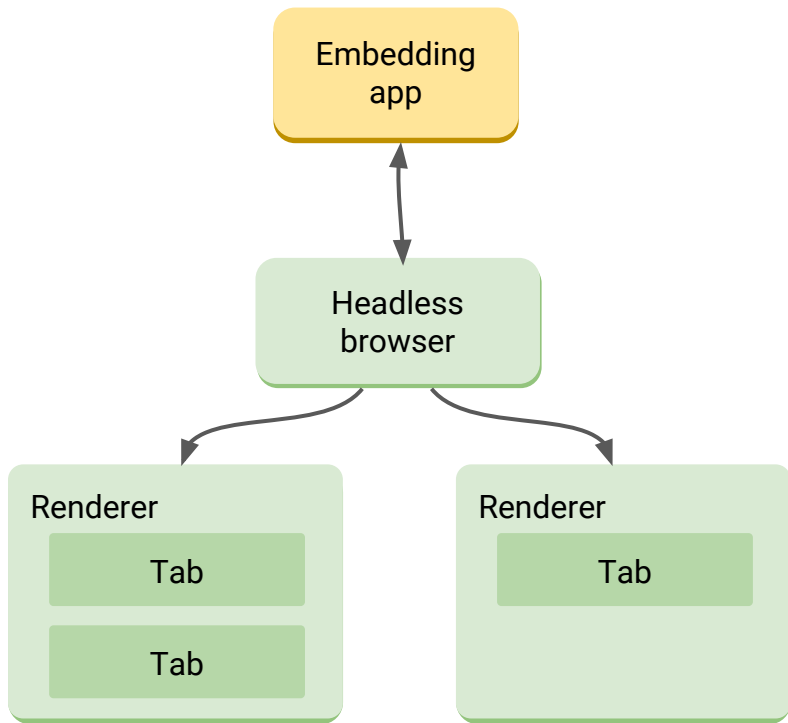 Embedding
app
Headless
browser
Renderer
Tab
Tab
Renderer
Tab